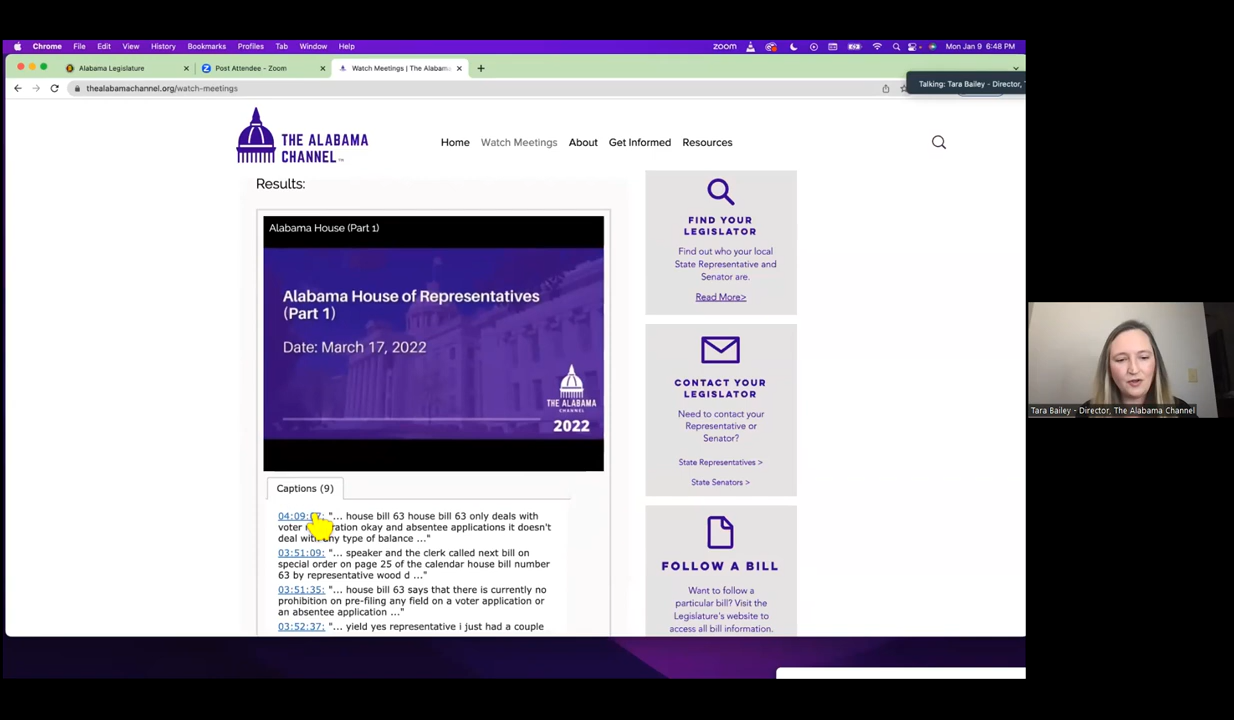 Chrome File Edit View History Bookmarks Profiles Tab Window Help
zoom Mon Jan 9 6:48 PM
Alabama Legislature
Post Attendee - Zoom
Watch Meetings | The Alabama
thealabamachannel.org/watch-meetings
Talking: Tara Bailey - Director,
THE ALABAMA
CHANNEL
Home Watch Meetings About Get Informed Resources
Results:
Alabama House (Part 1)
Alabama House of Representatives
(Part 1)
Date: March 17, 2022
THE ALABAMA
CHANNEL
2022
Captions (9)
"... house bill 63 house bill 63 only deals with
voter okay and absentee applications it doesn't
deal with any type of balance ..."
03:51:09: "... speaker and the clerk called next bill on
special order on page 25 of the calendar house bill number
63 by representative wood d ..."
03:51:35: "... house bill 63 says that there is currently no
prohibition on pre-filing any field on a voter application or
an absentee application ..."
03:52:37: "... yield yes representative i just had a couple
FIND YOUR
LEGISLATOR
Find out who your local
State Representative and
Senator are.
Read More>
CONTACT YOUR
LEGISLATOR
Need to contact your
Representative or
Senator?
State Representatives >
State Senators >
FOLLOW A BILL
Want to follow a
particular bill? Visit the
Legislature's website to
access all bill information.
Tara Bailey - Director, The Alabama Channel